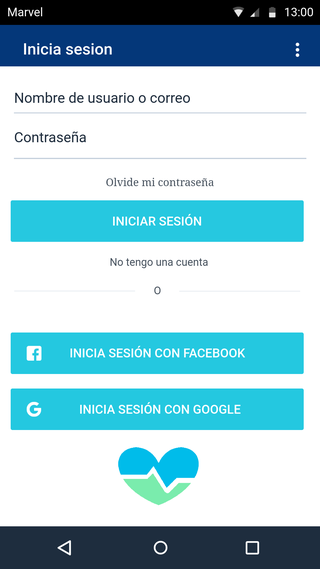 Marvel 13:00
Inicia sesion
Nombre de usuario o correo
Contraseña
Olvide mi contraseña
INICIAR SESIÓN
No tengo una cuenta
O
INICIA SESIÓN CON FACEBOOK
INICIA SESIÓN CON GOOGLE